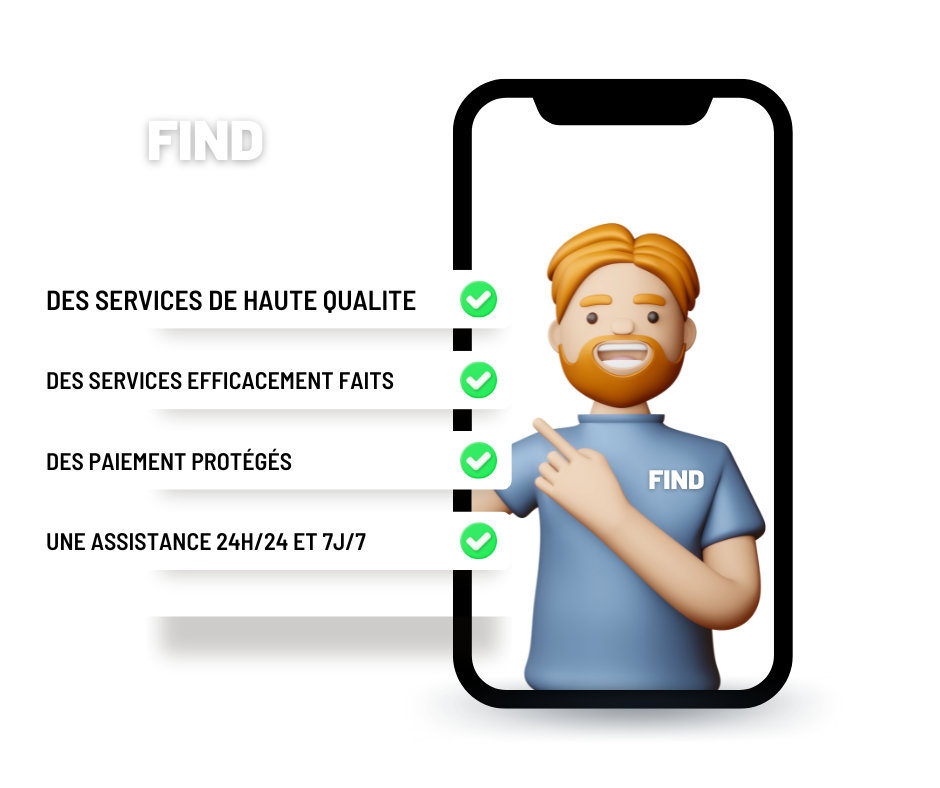 FIND
DES SERVICES DE HAUTE QUALITE
DES SERVICES EFFICACEMENT FAITS
DES PAIEMENT PROTÉGÉS
UNE ASSISTANCE 24H/24 ET 7J/7
FIND